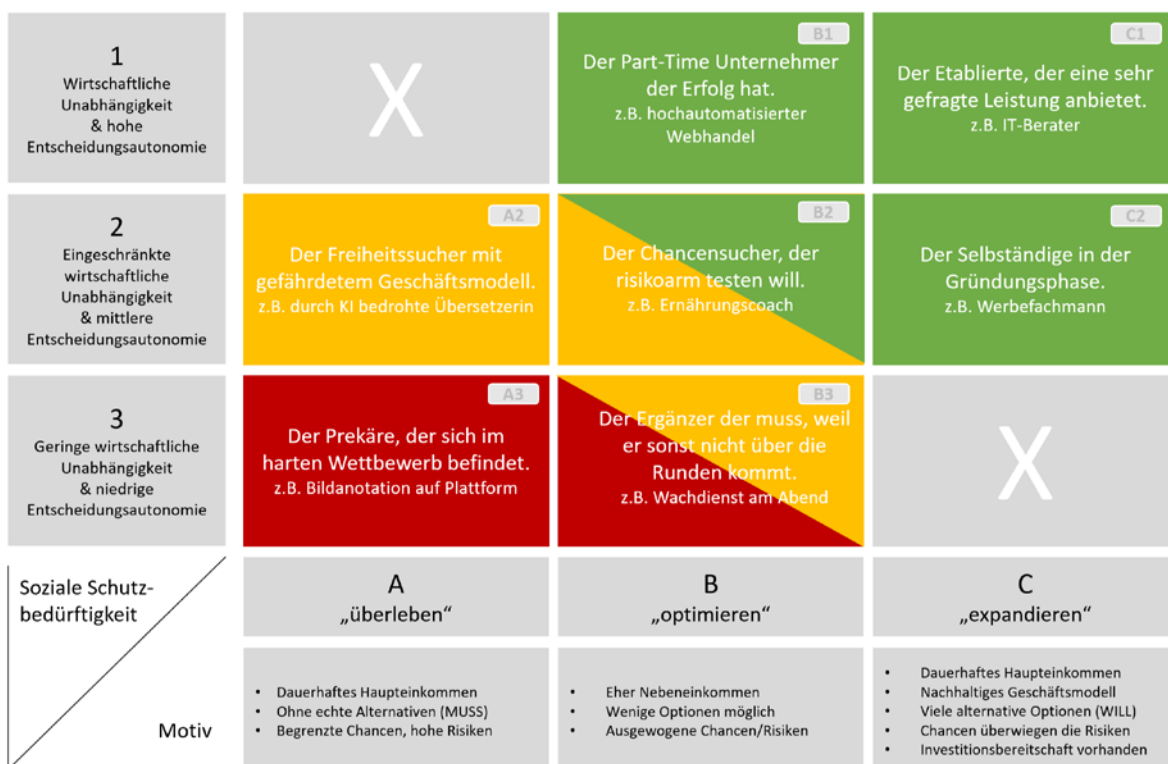 1
Wirtschaftliche
Unabhängigkeit
& hohe
Entscheidungsautonomie
X
B1
Der Part-Time Unternehmer
der Erfolg hat.
z.B. hochautomatisierter
Webhandel
C1
Der Etablierte, der eine sehr
gefragte Leistung anbietet.
z.B. IT-Berater
2
Eingeschränkte
wirtschaftliche
Unabhängigkeit
& mittlere
Entscheidungsautonomie
A2
Der Freiheitssucher mit
gefährdetem Geschäftsmodell.
z.B. durch KI bedrohte Übersetzerin
B2
Der Chancensucher, der
risikoarm testen will.
z.B. Ernährungscoach
C2
Der Selbständige in der
Gründungsphase.
z.B. Werbefachmann
3
Geringe wirtschaftliche
Unabhängigkeit
& niedrige
Entscheidungsautonomie
A3
Der Prekäre, der sich im
harten Wettbewerb befindet.
z.B. Bildanotation auf Plattform
B3
Der Ergänzer der muss, weil
er sonst nicht über die
Runden kommt.
z.B. Wachdienst am Abend
X
Soziale Schutz-
bedürftigkeit
Motiv
A
„überleben“
B
„optimieren“
C
„expandieren“
• Dauerhaftes Haupteinkommen
• Ohne echte Alternativen (MUSS)
• Begrenzte Chancen, hohe Risiken
• Eher Nebeneinkommen
• Wenige Optionen möglich
• Ausgewogene Chancen/Risiken
• Dauerhaftes Haupteinkommen
• Nachhaltiges Geschäftsmodell
• Viele alternative Optionen (WILL)
• Chancen überwiegen die Risiken
• Investitionsbereitschaft vorhanden